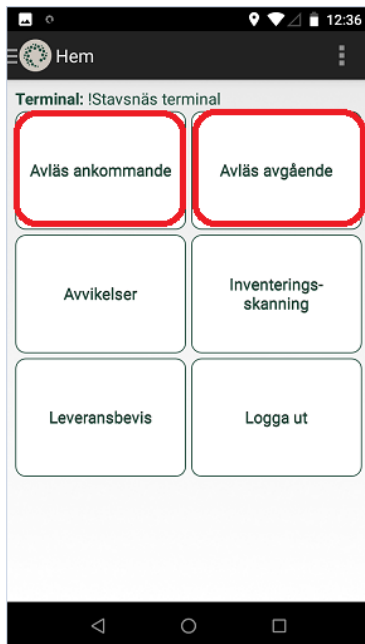 12:36
Hem
Terminal: !Stavsnäs terminal
Avläs ankommande
Avläs avgående
Avvikelser
Inventerings-
skanning
Leveransbevis
Logga ut